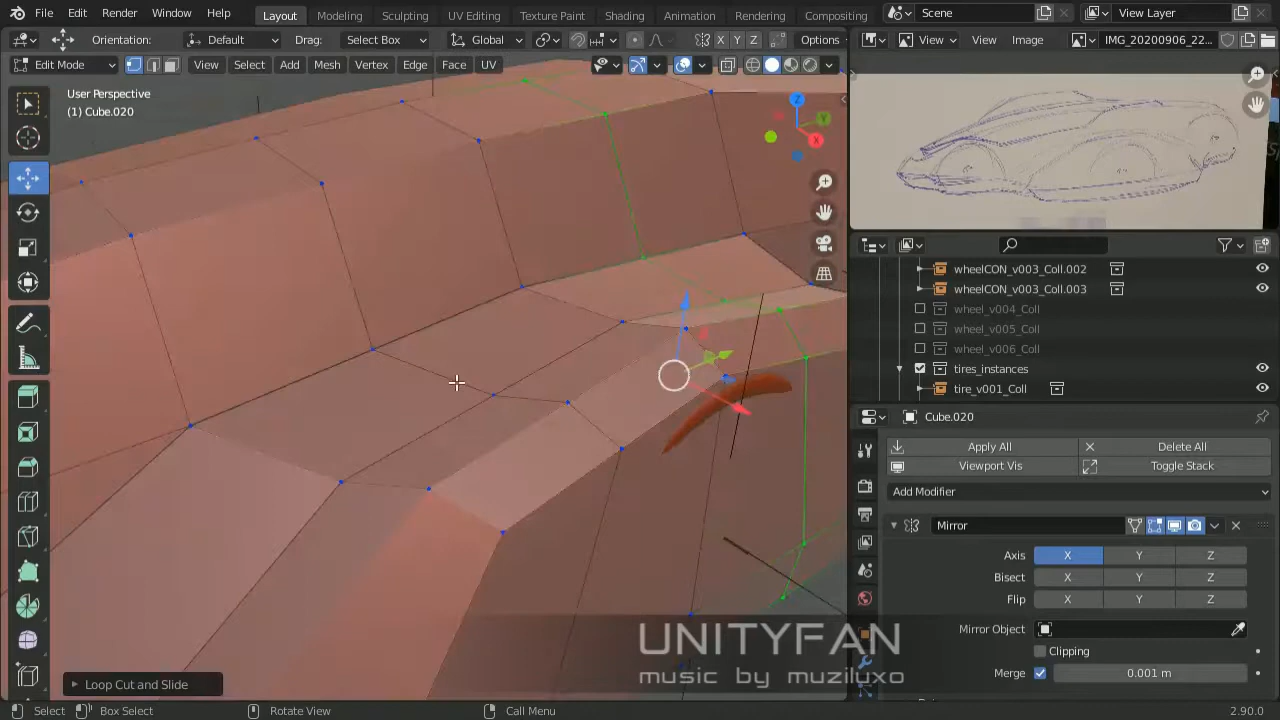 File Edit Render Window Help Layout Modeling Sculpting UV Editing Texture Paint Shading Animation Rendering Compositing Scene View Layer
Orientation: Default Drag: Select Box Global X Y Z Options View View Image IMG_20200906_22...
Edit Mode View Select Add Mesh Vertex Edge Face UV
User Perspective
(1) Cube.020
Z
Y
X
wheelCON_v003_Coll.002
wheelCON_v003_Coll.003
wheel_v004_Coll
wheel_v005_Coll
wheel_v006_Coll
tires_instances
tire_v001_Coll
Cube.020
Apply All Delete All
Viewport Vis Toggle Stack
Add Modifier
Mirror
Axis X Y Z
Bisect X Y Z
Flip X Y Z
Mirror Object
Clipping
Merge 0.001 m
UNITYFAN
music by muziluxo
Loop Cut and Slide
Select Box Select Rotate View Call Menu 2.90.0